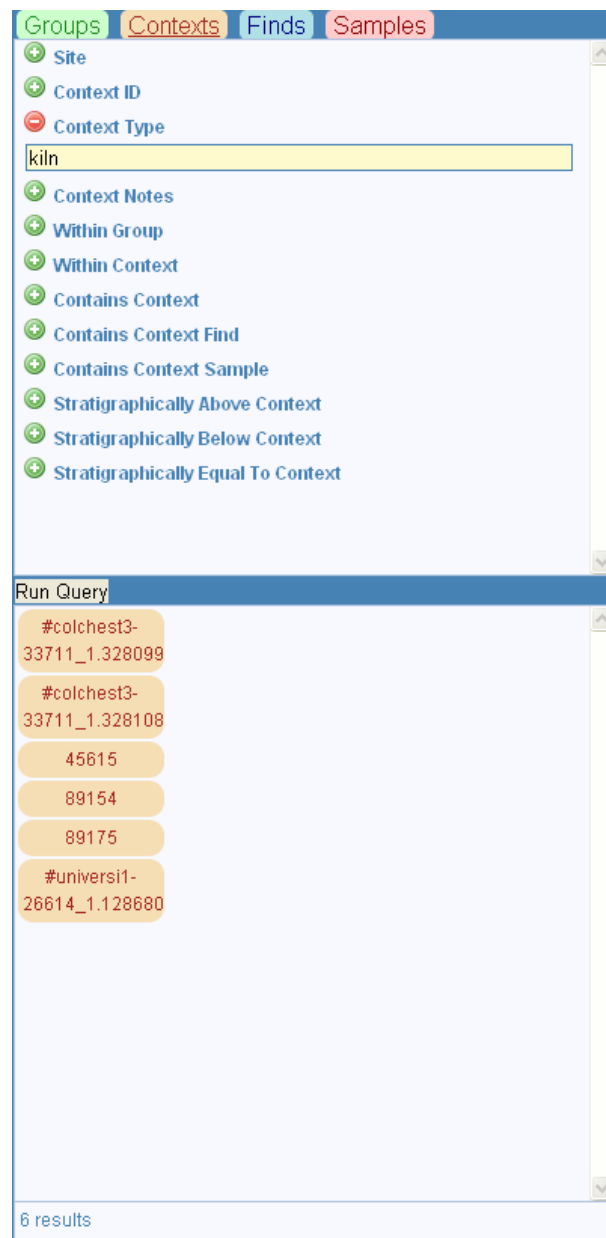 Groups Contexts Finds Samples
Site
Context ID
Context Type
kiln
Context Notes
Within Group
Within Context
Contains Context
Contains Context Find
Contains Context Sample
Stratigraphically Above Context
Stratigraphically Below Context
Stratigraphically Equal To Context
Run Query
#colchest3-
33711_1.328099
#colchest3-
33711_1.328108
45615
89154
89175
#universi1-
26614_1.128680
6 results